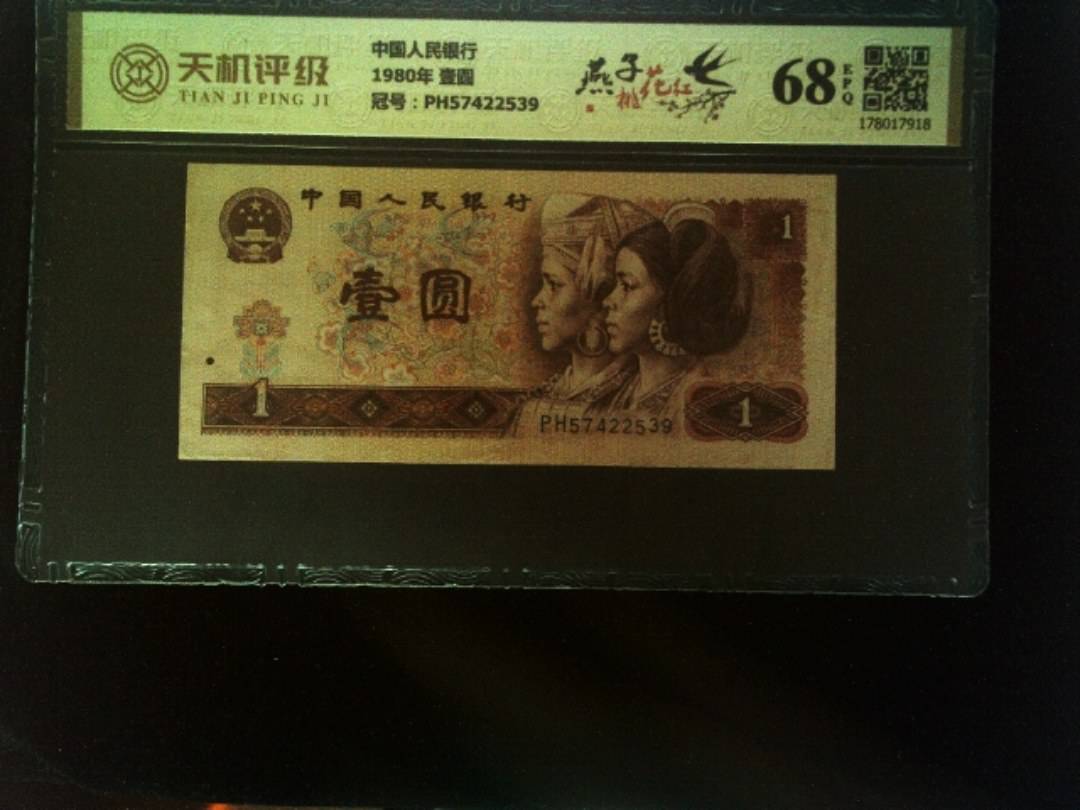 天机评级
TIAN JI PING JI
中国人民银行
1980年 壹圆
冠号：PH57422539
燕子
桃花红
68
EPQ
178017918
中国人民银行
1
壹圆
1
PH57422539
1